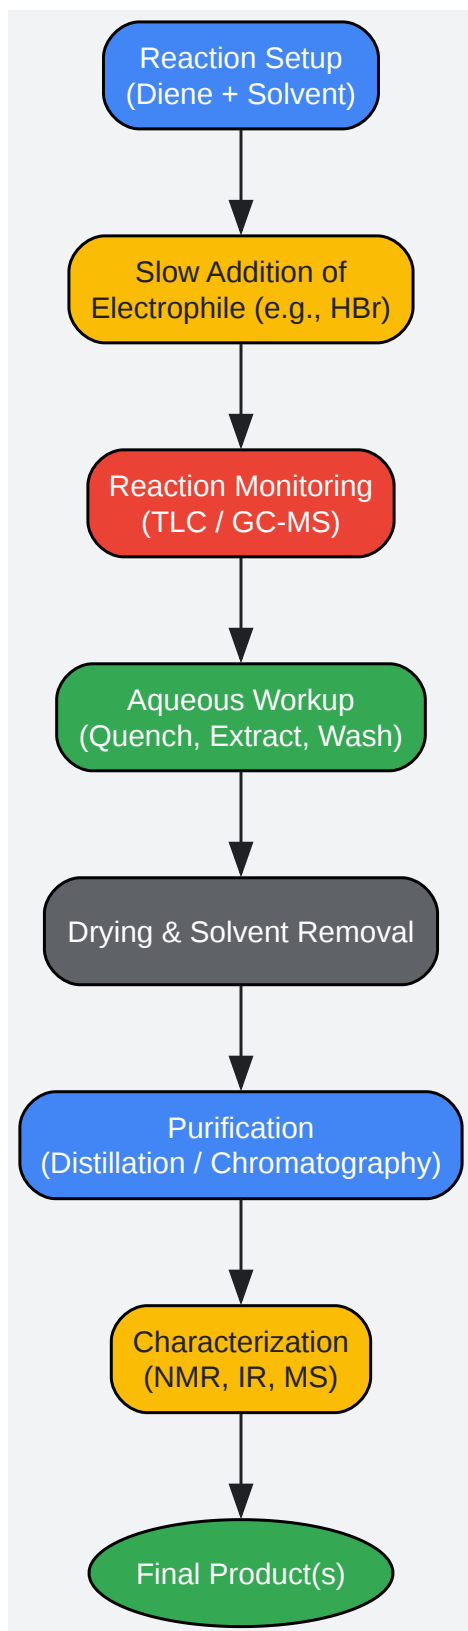 Reaction Setup
(Diene + Solvent)
Slow Addition of
Electrophile (e.g., HBr)
Reaction Monitoring
(TLC / GC-MS)
Aqueous Workup
(Quench, Extract, Wash)
Drying & Solvent Removal
Purification
(Distillation / Chromatography)
Characterization
(NMR, IR, MS)
Final Product(s)